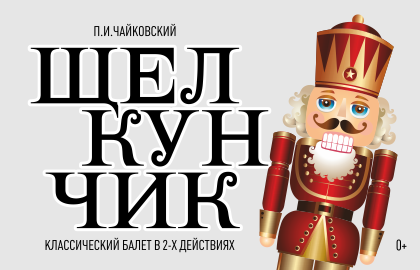 П.И.ЧАЙКОВСКИЙ
ЩЕЛ
КУН
ЧИК
КЛАССИЧЕСКИЙ БАЛЕТ В 2-Х ДЕЙСТВИЯХ
0+